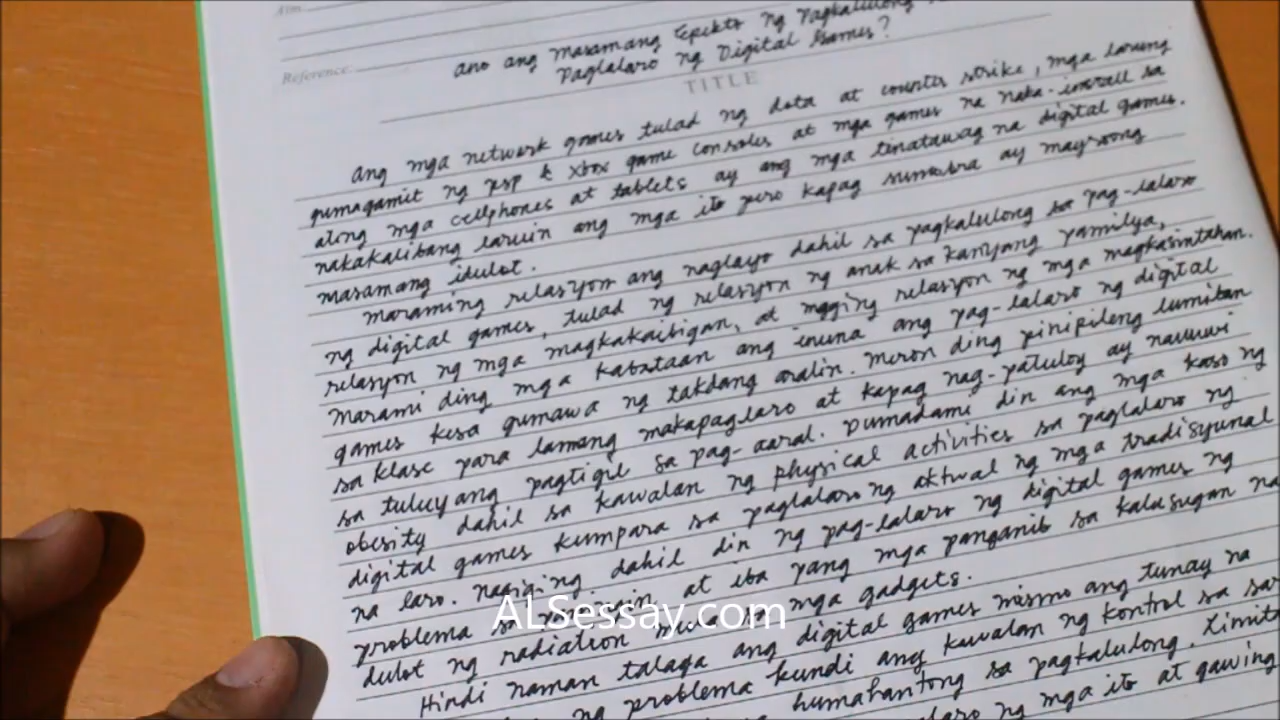 Aim
ano ang masamang Epekto ng Pagkalulong
Reference
Paglalaro ng Digital Games?
TITLE
Ang mga network games tulad ng dota at counter strike, mga larung
gumagamit ng psp & xbox game consoles at mga games na naka-install sa
ating mga cellphones at tablets ay ang mga tinatawag na digital games.
nakakalibang laruin ang mga ito pero kapag sumobra ay mayroong
masamang idulot.
maraming relasyon ang naglayo dahil sa pagkalulong sa pag-lalaro
ng digital games, tulad ng relasyon ng anak sa kaniyang pamilya,
relasyon ng mga magkakaibigan, at maging relasyon ng mga magkasintahan.
Marami ding mga kabataan ang inuna ang pag-lalaro ng digital
games kesa gumawa ng takdang aralin. Meron ding pinipileng lumiban
sa klase para lamang makapaglaro at kapag nag-patuloy ay nauuwi
sa tuluyang pagtigil sa pag-aaral. Dumadami din ang mga kaso ng
obesity dahil sa kawalan ng physical activities sa paglalaro ng
digital games kumpara sa paglalaro ng aktwal ng mga tradisyunal
na laro. nagiging dahil din ng pag-lalaro ng digital games ng
problema sa at iba pang mga panganib sa kalusugan na
dulot ng radiation mula sa mga gadgets.
ALSessay.com
Hindi naman talaga ang digital games mismo ang tunay na
ng problema kundi ang kawalan ng kontrol sa
humahantong sa pagkalulong.
ng mga ito at gawing